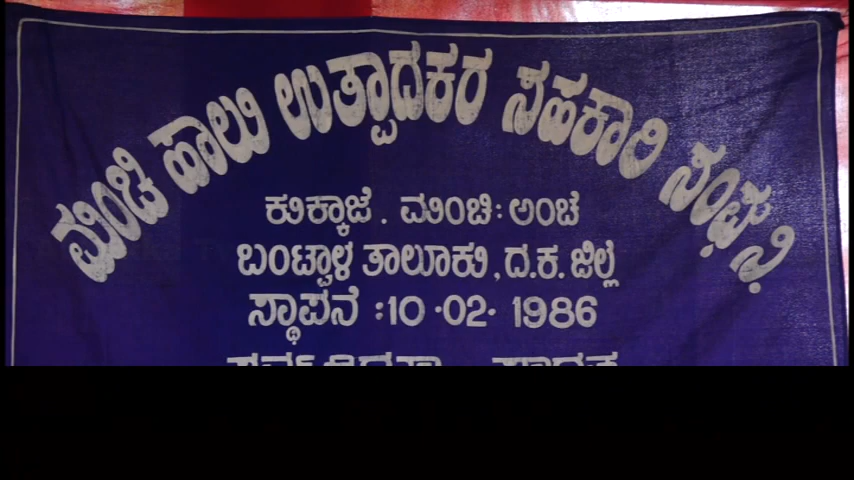 ಮಂಚಿ ಹಾಲು ಉತ್ಪಾದಕರ ಸಹಕಾರಿ ಸಂಘ ನಿ.
ಕುಕ್ಕಾಜೆ. ಮಂಚಿ: ಅಂಚೆ
ಬಂಟ್ವಾಳ ತಾಲೂಕು, ದ.ಕ. ಜಿಲ್ಲೆ
ಸ್ಥಾಪನೆ :10 .02. 1986